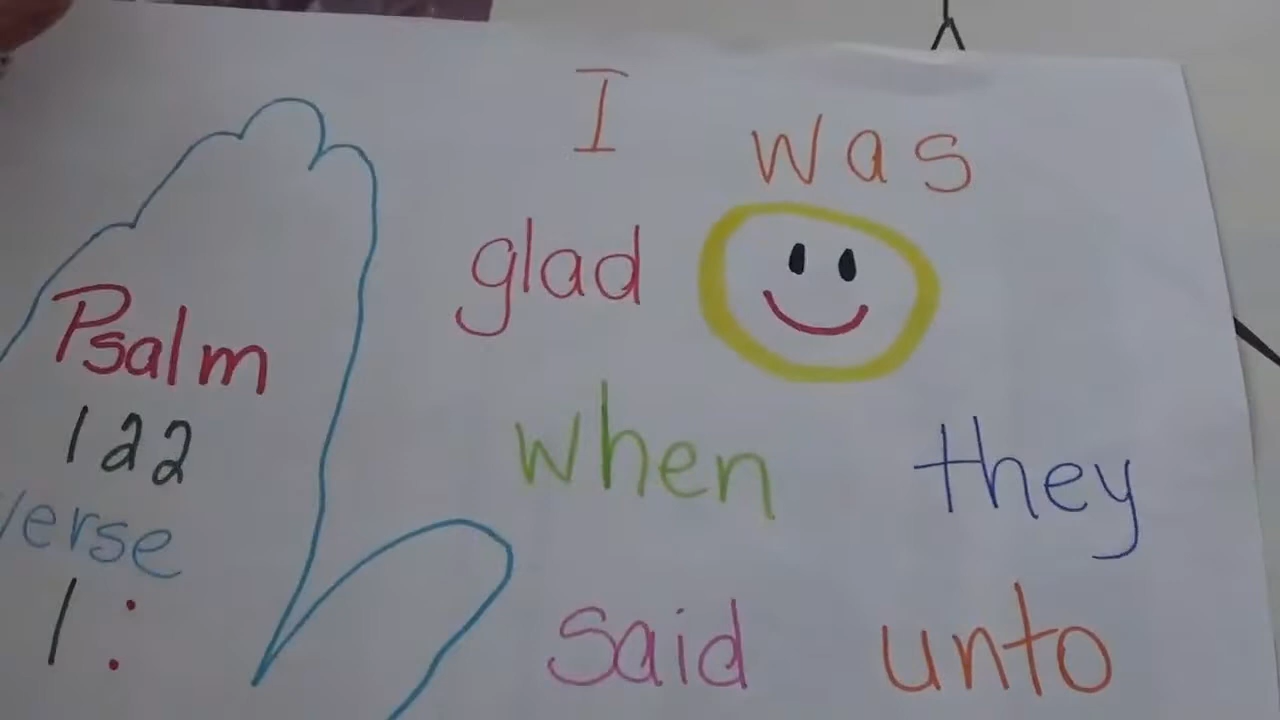 Psalm
122
verse
1:
I was
glad
when they
said unto